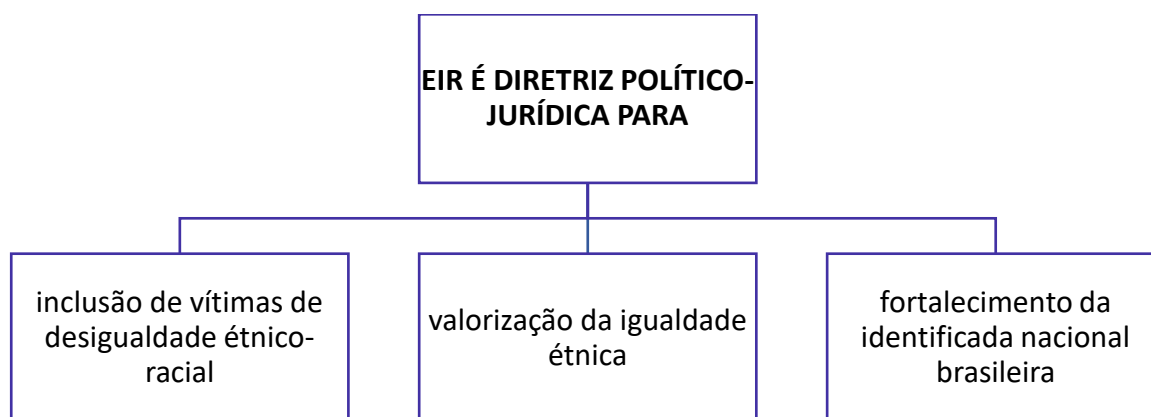 EIR É DIRETRIZ POLÍTICO-
JURÍDICA PARA
inclusão de vítimas de
desigualdade étnico-
racial
valorização da igualdade
étnica
fortalecimento da
identificada nacional
brasileira